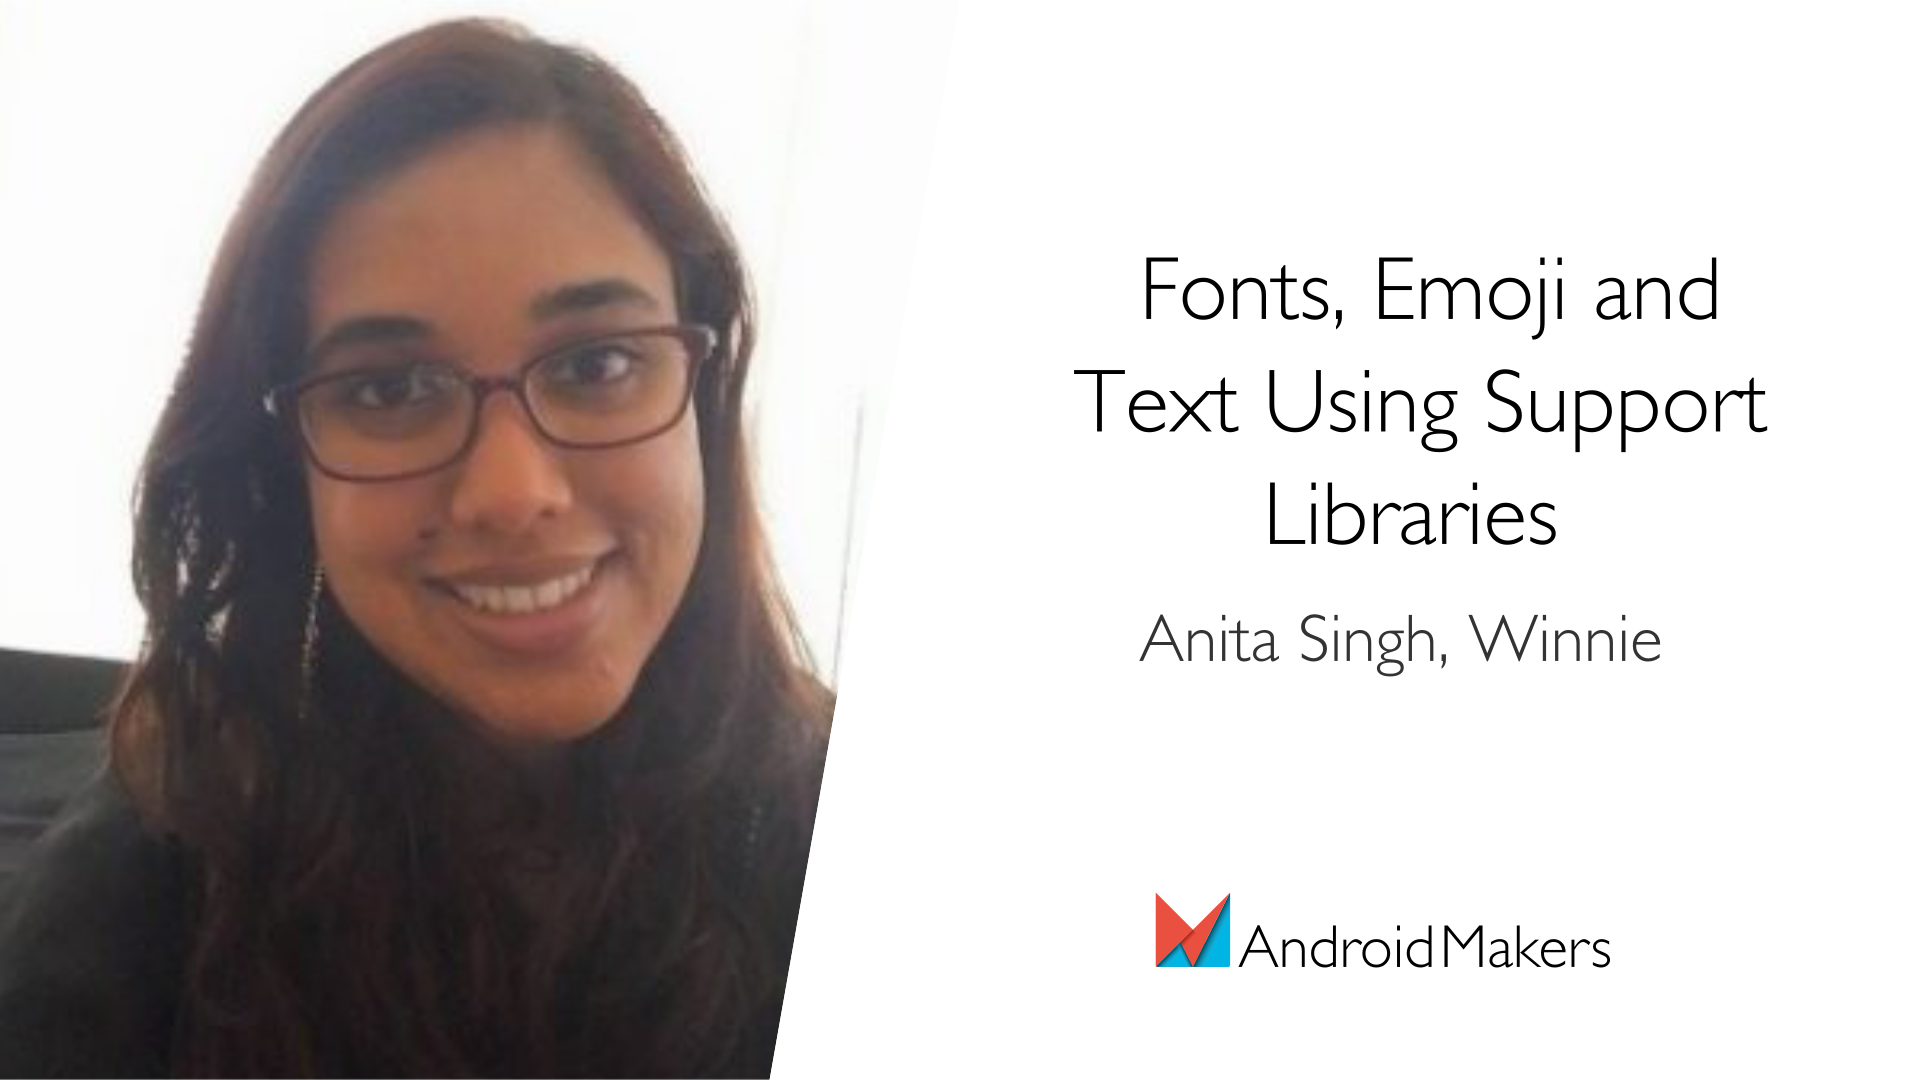 Fonts, Emoji and
Text Using Support
Libraries
Anita Singh, Winnie
AndroidMakers